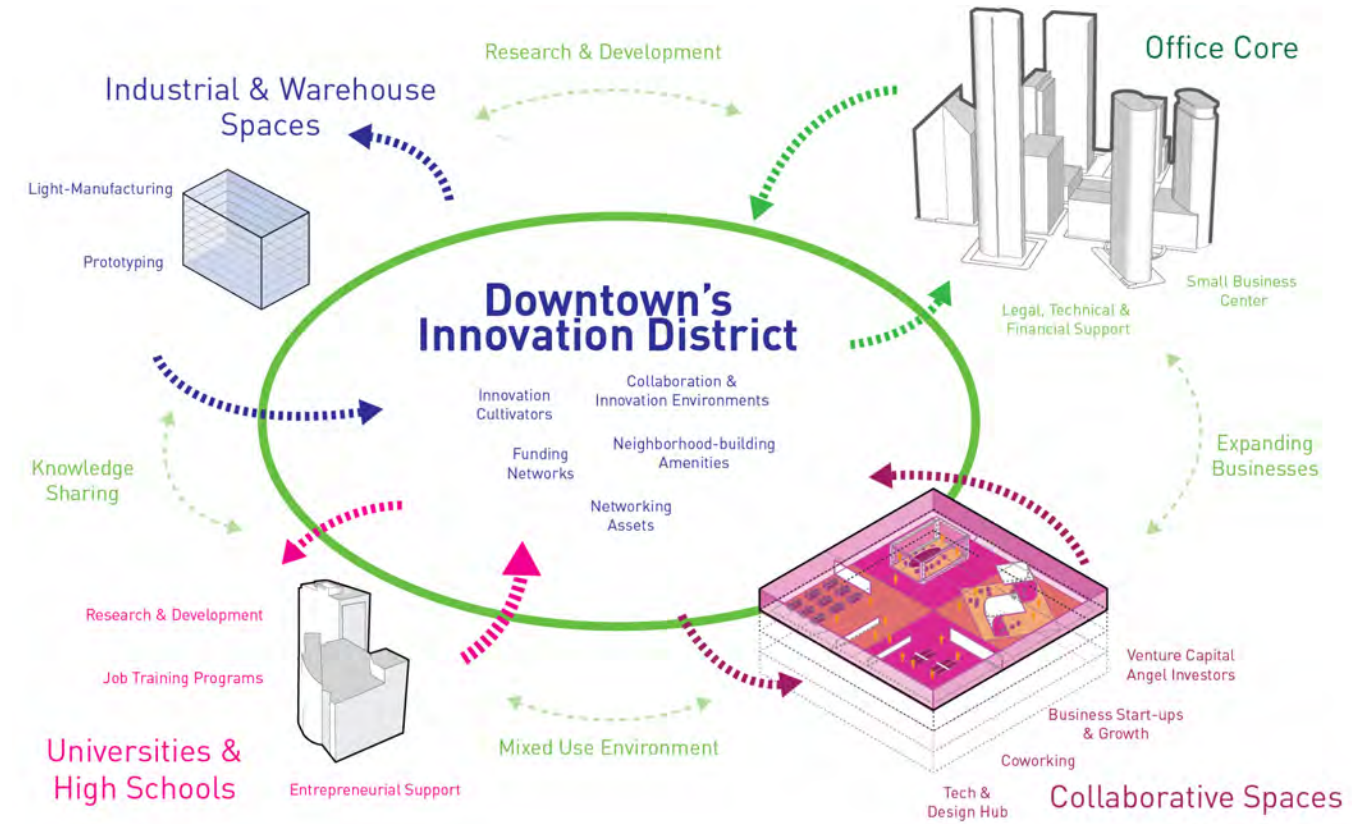 Research & Development
Office Core
Industrial & Warehouse
Spaces
Light-Manufacturing
Prototyping
Small Business
Center
Legal, Technical &
Financial Support
Downtown's
Innovation District
Innovation
Cultivators
Collaboration &
Innovation Environments
Funding
Networks
Neighborhood-building
Amenities
Networking
Assets
Knowledge
Sharing
Expanding
Businesses
Research & Development
Job Training Programs
Universities &
High Schools
Entrepreneurial Support
Mixed Use Environment
Venture Capital
Angel Investors
Business Start-ups
& Growth
Coworking
Tech &
Design Hub
Collaborative Spaces